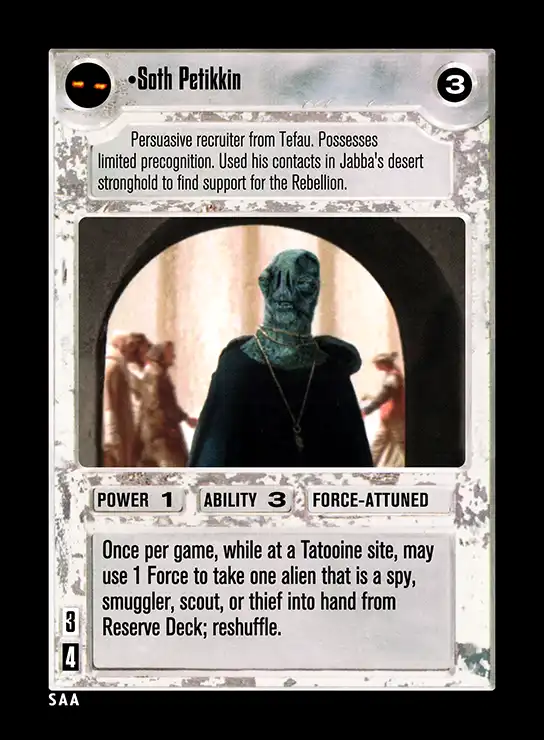 •Soth Petikkin
3
Persuasive recruiter from Tefau. Possesses
limited precognition. Used his contacts in Jabba's desert
stronghold to find support for the Rebellion.
POWER 1 ABILITY 3 FORCE-ATTUNED
Once per game, while at a Tatooine site, may
use 1 Force to take one alien that is a spy,
smuggler, scout, or thief into hand from
Reserve Deck; reshuffle.
3
4
SAA